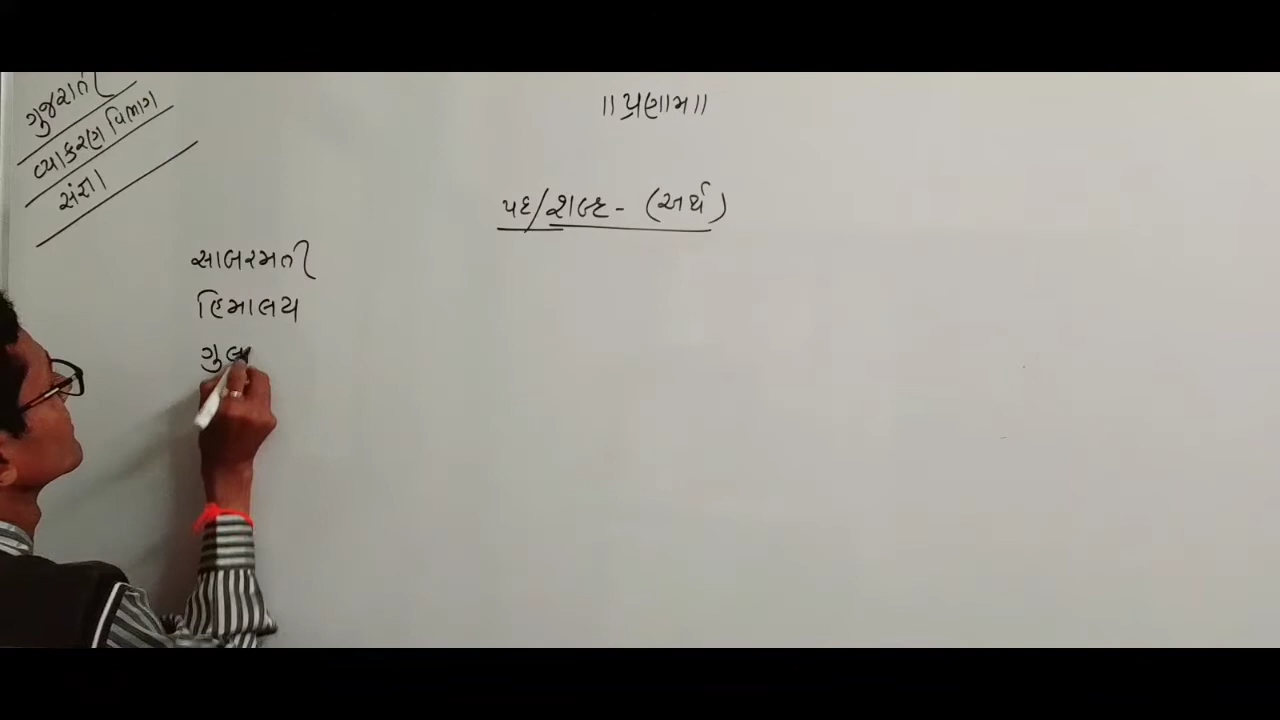 ગુજરાતી
વ્યાકરણ વિભાગ
સંજ્ઞા
॥પ્રણામ॥
પદ/શબ્દ- (અર્થ)
સાબરમતી
હિમાલય